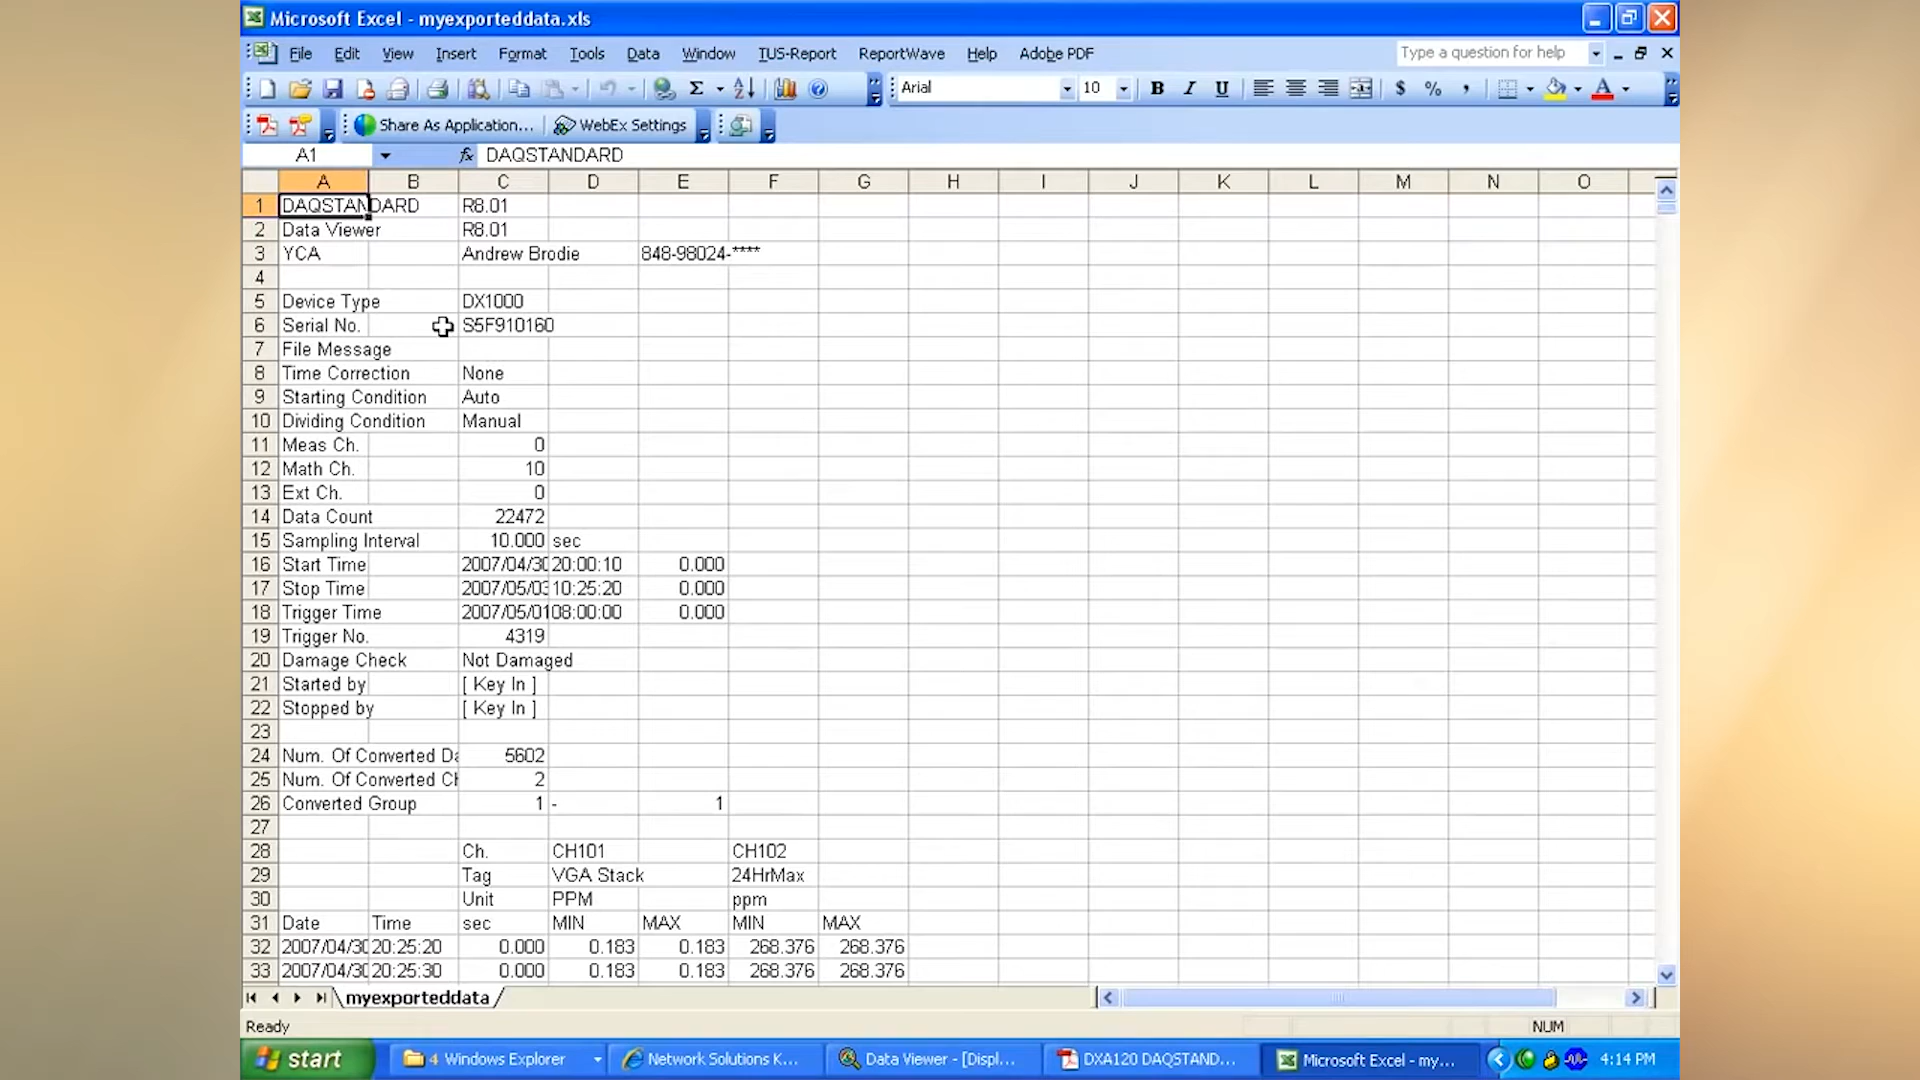 Microsoft Excel - myexporteddata.xls
File Edit View Insert Format Tools Data Window TUS-Report ReportWave Help Adobe PDF Type a question for help
Arial 10 B I U $ % ,
Share As Application... WebEx Settings
A1 fx DAQSTANDARD
A B C D E F G H I J K L M N O
1 DAQSTANDARD R8.01
2 Data Viewer R8.01
3 YCA Andrew Brodie 848-98024-****
4
5 Device Type DX1000
6 Serial No. S5F910160
7 File Message
8 Time Correction None
9 Starting Condition Auto
10 Dividing Condition Manual
11 Meas Ch. 0
12 Math Ch. 10
13 Ext Ch. 0
14 Data Count 22472
15 Sampling Interval 10.000 sec
16 Start Time 2007/04/30 20:00:10 0.000
17 Stop Time 2007/05/03 10:25:20 0.000
18 Trigger Time 2007/05/01 08:00:00 0.000
19 Trigger No. 4319
20 Damage Check Not Damaged
21 Started by [ Key In ]
22 Stopped by [ Key In ]
23
24 Num. Of Converted Da 5602
25 Num. Of Converted Ch 2
26 Converted Group 1 - 1
27
28 Ch. CH101 CH102
29 Tag VGA Stack 24HrMax
30 Unit PPM ppm
31 Date Time sec MIN MAX MIN MAX
32 2007/04/30 20:25:20 0.000 0.183 0.183 268.376 268.376
33 2007/04/30 20:25:30 0.000 0.183 0.183 268.376 268.376
myexporteddata
Ready NUM
start 4 Windows Explorer Network Solutions K... Data Viewer - [Displ... DXA120 DAQSTAND... Microsoft Excel - my... 4:14 PM